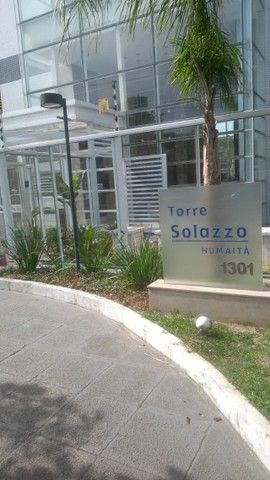 Torre
Solazzo
HUMAITÁ
1301